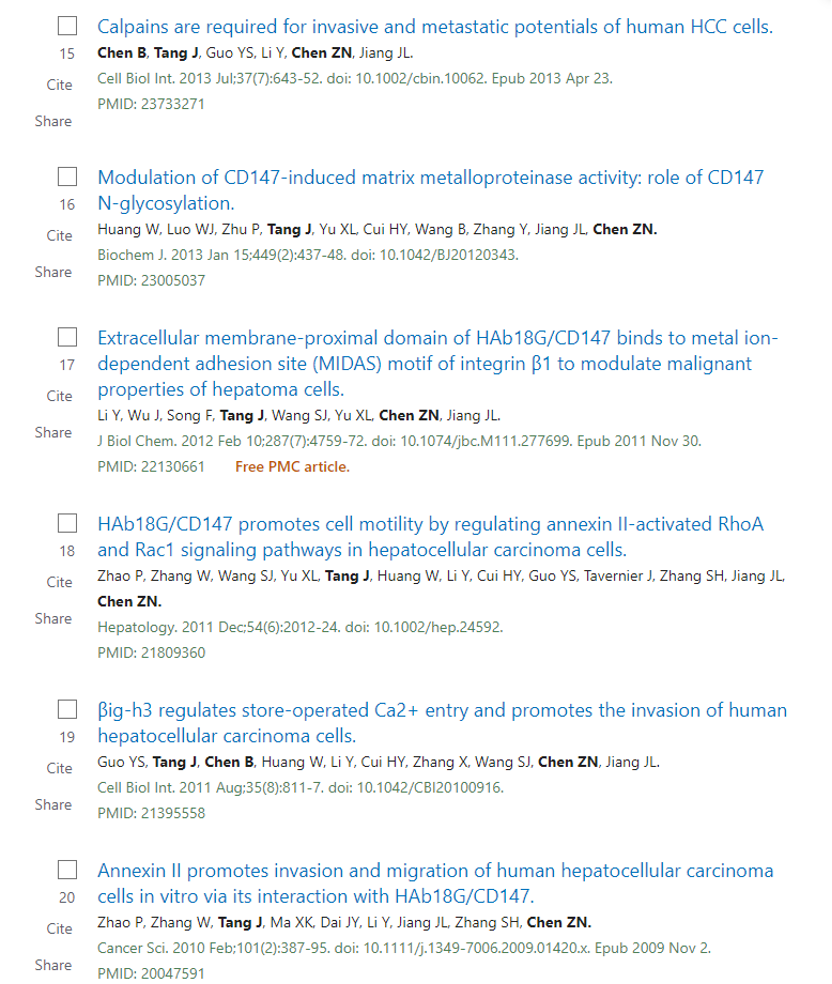 Calpains are required for invasive and metastatic potentials of human HCC cells.
15
Chen B, Tang J, Guo YS, Li Y, Chen ZN, Jiang JL.
Cite
Cell Biol Int. 2013 Jul;37(7):643-52. doi: 10.1002/cbin.10062. Epub 2013 Apr 23.
PMID: 23733271
Share
Modulation of CD147-induced matrix metalloproteinase activity: role of CD147
16
N-glycosylation.
Huang W, Luo WJ, Zhu P, Tang J, Yu XL, Cui HY, Wang B, Zhang Y, Jiang JL, Chen ZN.
Cite
Biochem J. 2013 Jan 15;449(2):437-48. doi: 10.1042/BJ20120343.
Share
PMID: 23005037
Extracellular membrane-proximal domain of HAb18G/CD147 binds to metal ion-
17
dependent adhesion site (MIDAS) motif of integrin β1 to modulate malignant
Cite
properties of hepatoma cells.
Li Y, Wu J, Song F, Tang J, Wang SJ, Yu XL, Chen ZN, Jiang JL.
Share
J Biol Chem. 2012 Feb 10;287(7):4759-72. doi: 10.1074/jbc.M111.277699. Epub 2011 Nov 30.
PMID: 22130661 Free PMC article.
HAb18G/CD147 promotes cell motility by regulating annexin II-activated RhoA
18
and Rac1 signaling pathways in hepatocellular carcinoma cells.
Cite
Zhao P, Zhang W, Wang SJ, Yu XL, Tang J, Huang W, Li Y, Cui HY, Guo YS, Tavernier J, Zhang SH, Jiang JL,
Chen ZN.
Share
Hepatology. 2011 Dec;54(6):2012-24. doi: 10.1002/hep.24592.
PMID: 21809360
βig-h3 regulates store-operated Ca2+ entry and promotes the invasion of human
19
hepatocellular carcinoma cells.
Cite
Guo YS, Tang J, Chen B, Huang W, Li Y, Cui HY, Zhang X, Wang SJ, Chen ZN, Jiang JL.
Cell Biol Int. 2011 Aug;35(8):811-7. doi: 10.1042/CBI20100916.
Share
PMID: 21395558
Annexin II promotes invasion and migration of human hepatocellular carcinoma
20
cells in vitro via its interaction with HAb18G/CD147.
Cite
Zhao P, Zhang W, Tang J, Ma XK, Dai JY, Li Y, Jiang JL, Zhang SH, Chen ZN.
Cancer Sci. 2010 Feb;101(2):387-95. doi: 10.1111/j.1349-7006.2009.01420.x. Epub 2009 Nov 2.
Share
PMID: 20047591